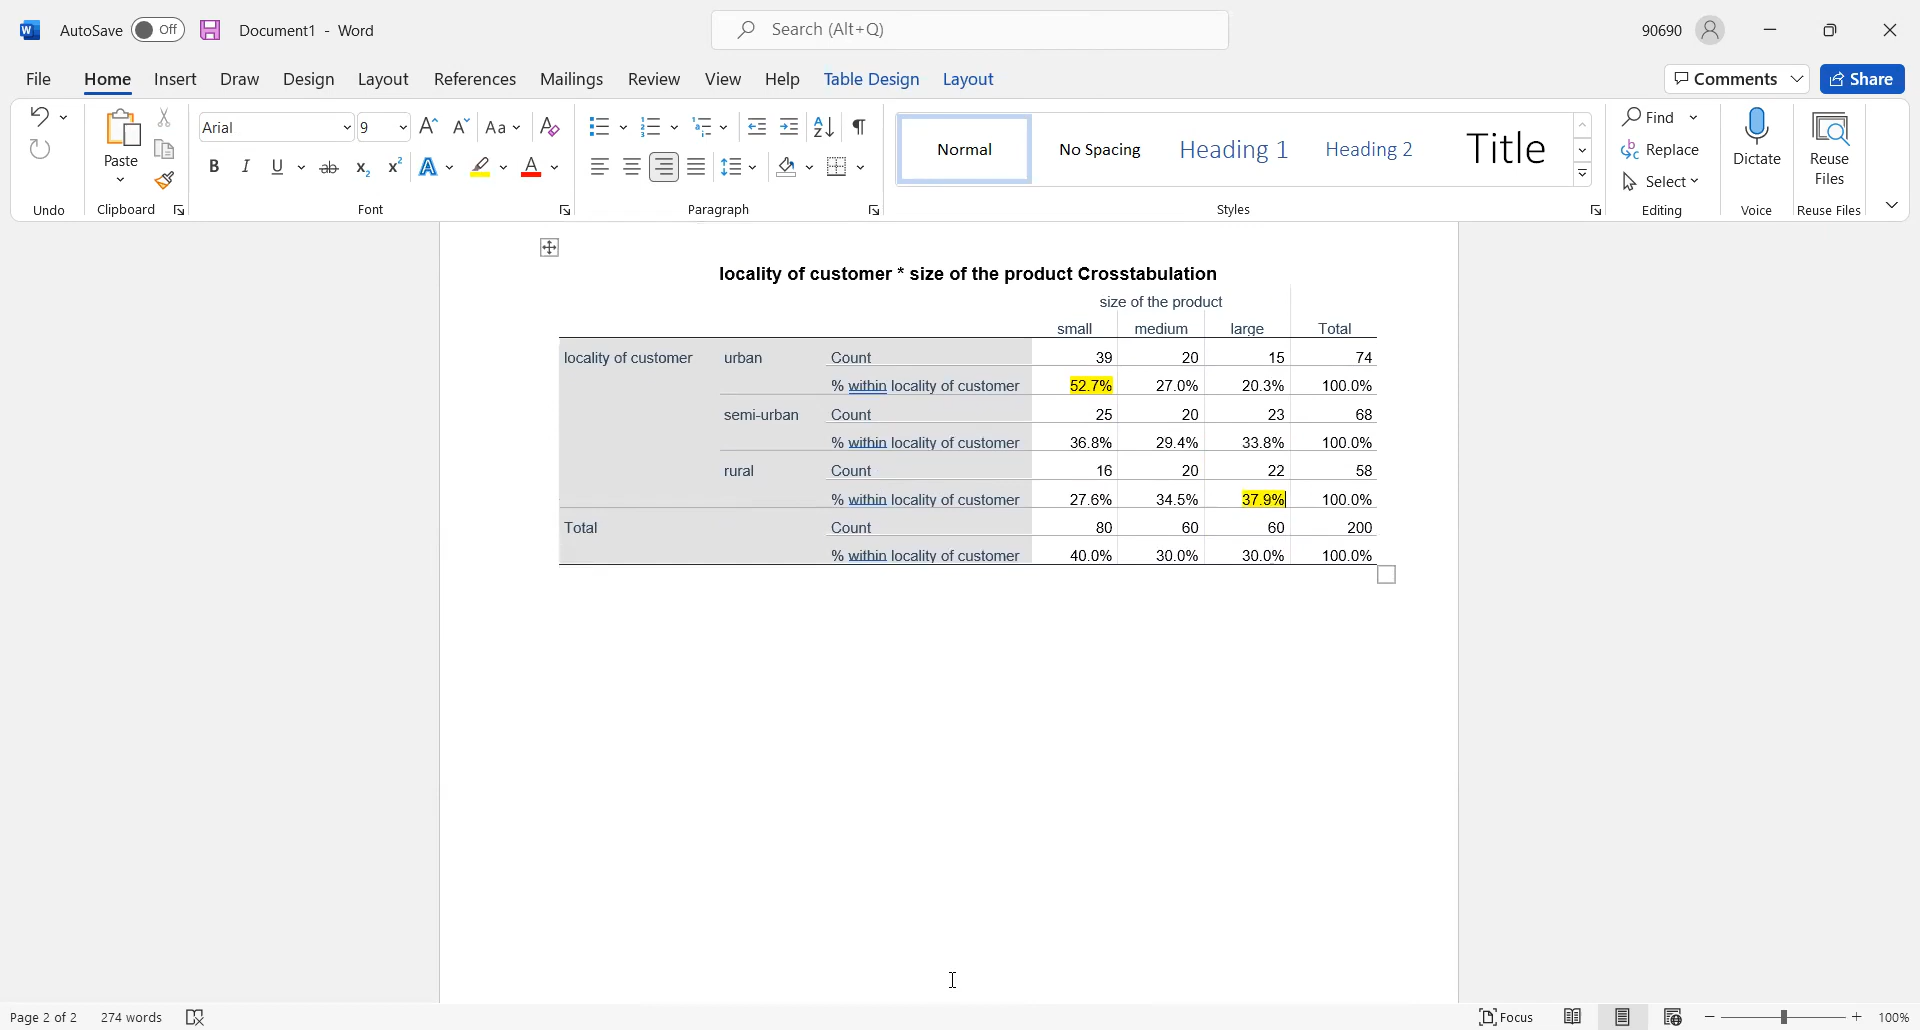 AutoSave Off Document1 - Word Search (Alt+Q) 90690
File Home Insert Draw Design Layout References Mailings Review View Help Table Design Layout Comments Share
Arial 9 Aa
Paste
B I U ab x2 x2 A A
Undo Clipboard Font Paragraph
Normal No Spacing Heading 1 Heading 2 Title
Styles
Find
Replace
Select
Editing
Dictate
Voice
Reuse
Files
Reuse Files
locality of customer * size of the product Crosstabulation
size of the product
small medium large Total
locality of customer urban Count 39 20 15 74
% within locality of customer 52.7% 27.0% 20.3% 100.0%
semi-urban Count 25 20 23 68
% within locality of customer 36.8% 29.4% 33.8% 100.0%
rural Count 16 20 22 58
% within locality of customer 27.6% 34.5% 37.9% 100.0%
Total Count 80 60 60 200
% within locality of customer 40.0% 30.0% 30.0% 100.0%
Page 2 of 2 274 words Focus 100%